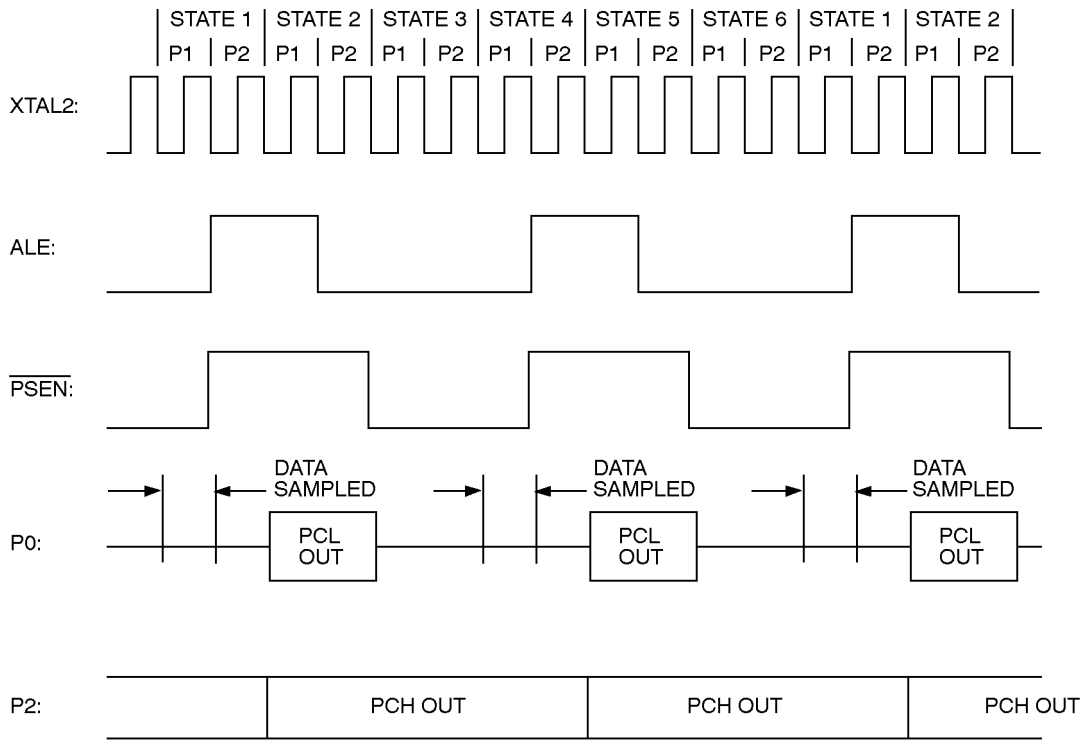 STATE 1 STATE 2 STATE 3 STATE 4 STATE 5 STATE 6 STATE 1 STATE 2
P1 P2 P1 P2 P1 P2 P1 P2 P1 P2 P1 P2 P1 P2 P1 P2
XTAL2:
ALE:
PSEN:
DATA SAMPLED
DATA SAMPLED
DATA SAMPLED
P0:
PCL OUT
PCL OUT
PCL OUT
P2:
PCH OUT
PCH OUT
PCH OUT